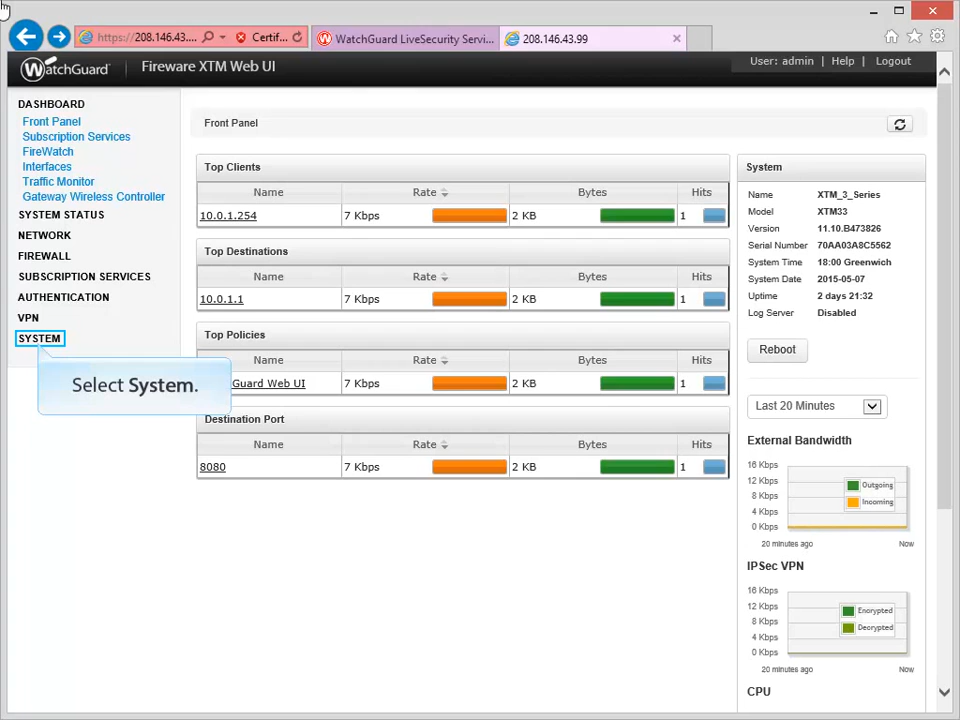 https://208.146.43.... Certif... WatchGuard LiveSecurity Servi... 208.146.43.99
WatchGuard Fireware XTM Web UI User: admin | Help | Logout
DASHBOARD
Front Panel
Subscription Services
FireWatch
Interfaces
Traffic Monitor
Gateway Wireless Controller
SYSTEM STATUS
NETWORK
FIREWALL
SUBSCRIPTION SERVICES
AUTHENTICATION
VPN
SYSTEM
Select System.
Front Panel
Top Clients
Name Rate Bytes Hits
10.0.1.254 7 Kbps 2 KB 1
Top Destinations
Name Rate Bytes Hits
10.0.1.1 7 Kbps 2 KB 1
Top Policies
Name Rate Bytes Hits
Guard Web UI 7 Kbps 2 KB 1
Destination Port
Name Rate Bytes Hits
8080 7 Kbps 2 KB 1
System
Name XTM_3_Series
Model XTM33
Version 11.10.B473826
Serial Number 70AA03A8C5562
System Time 18:00 Greenwich
System Date 2015-05-07
Uptime 2 days 21:32
Log Server Disabled
Reboot
Last 20 Minutes
External Bandwidth
16 Kbps
12 Kbps
8 Kbps
4 Kbps
0 Kbps
Outgoing
Incoming
20 minutes ago Now
IPSec VPN
16 Kbps
12 Kbps
8 Kbps
4 Kbps
0 Kbps
Encrypted
Decrypted
20 minutes ago Now
CPU